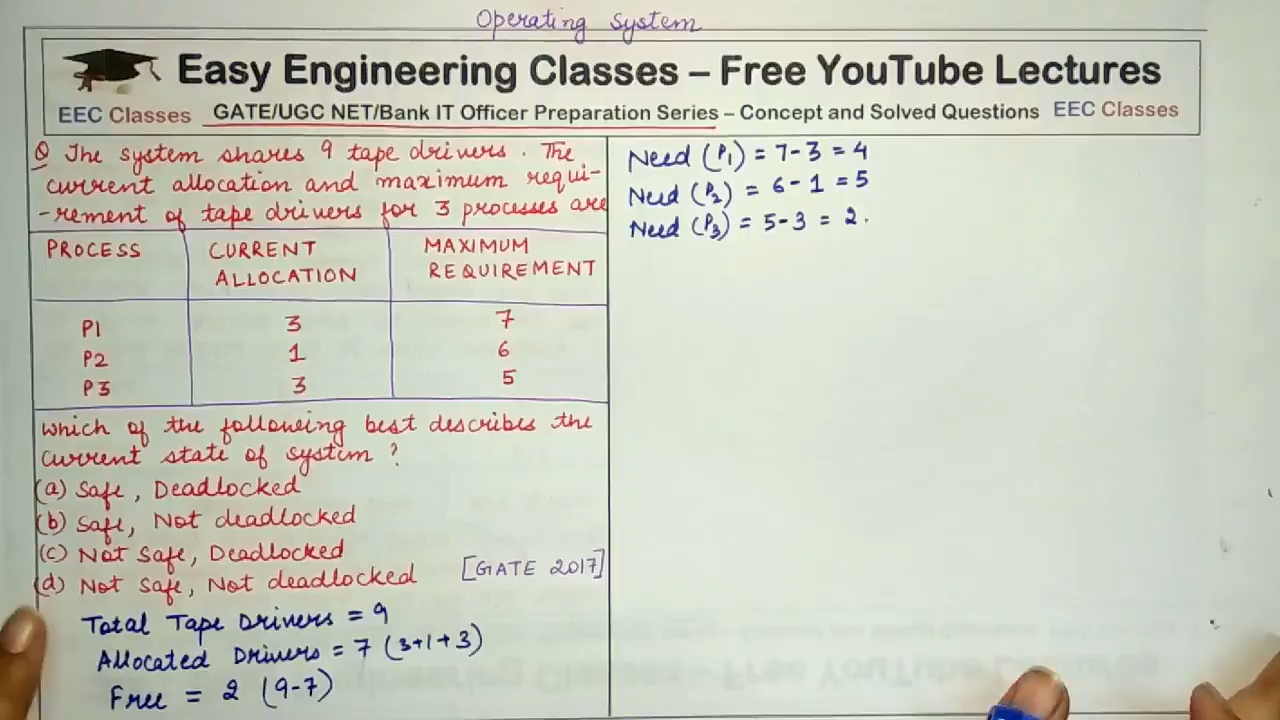 Operating System
Easy Engineering Classes – Free YouTube Lectures
EEC Classes GATE/UGC NET/Bank IT Officer Preparation Series – Concept and Solved Questions EEC Classes
Q The system shares 9 tape drivers. The
current allocation and maximum requi-
-rement of tape drivers for 3 processes are
PROCESS CURRENT ALLOCATION MAXIMUM REQUIREMENT
P1 3 7
P2 1 6
P3 3 5
which of the following best describes the
current state of system ?
(a) Safe, Deadlocked
(b) Safe, Not deadlocked
(c) Not Safe, Deadlocked
(d) Not Safe, Not deadlocked [GATE 2017]
Total Tape Drivers = 9
Allocated Drivers = 7 (3+1+3)
Free = 2 (9-7)
Need (P1) = 7-3 = 4
Need (P2) = 6-1 = 5
Need (P3) = 5-3 = 2.